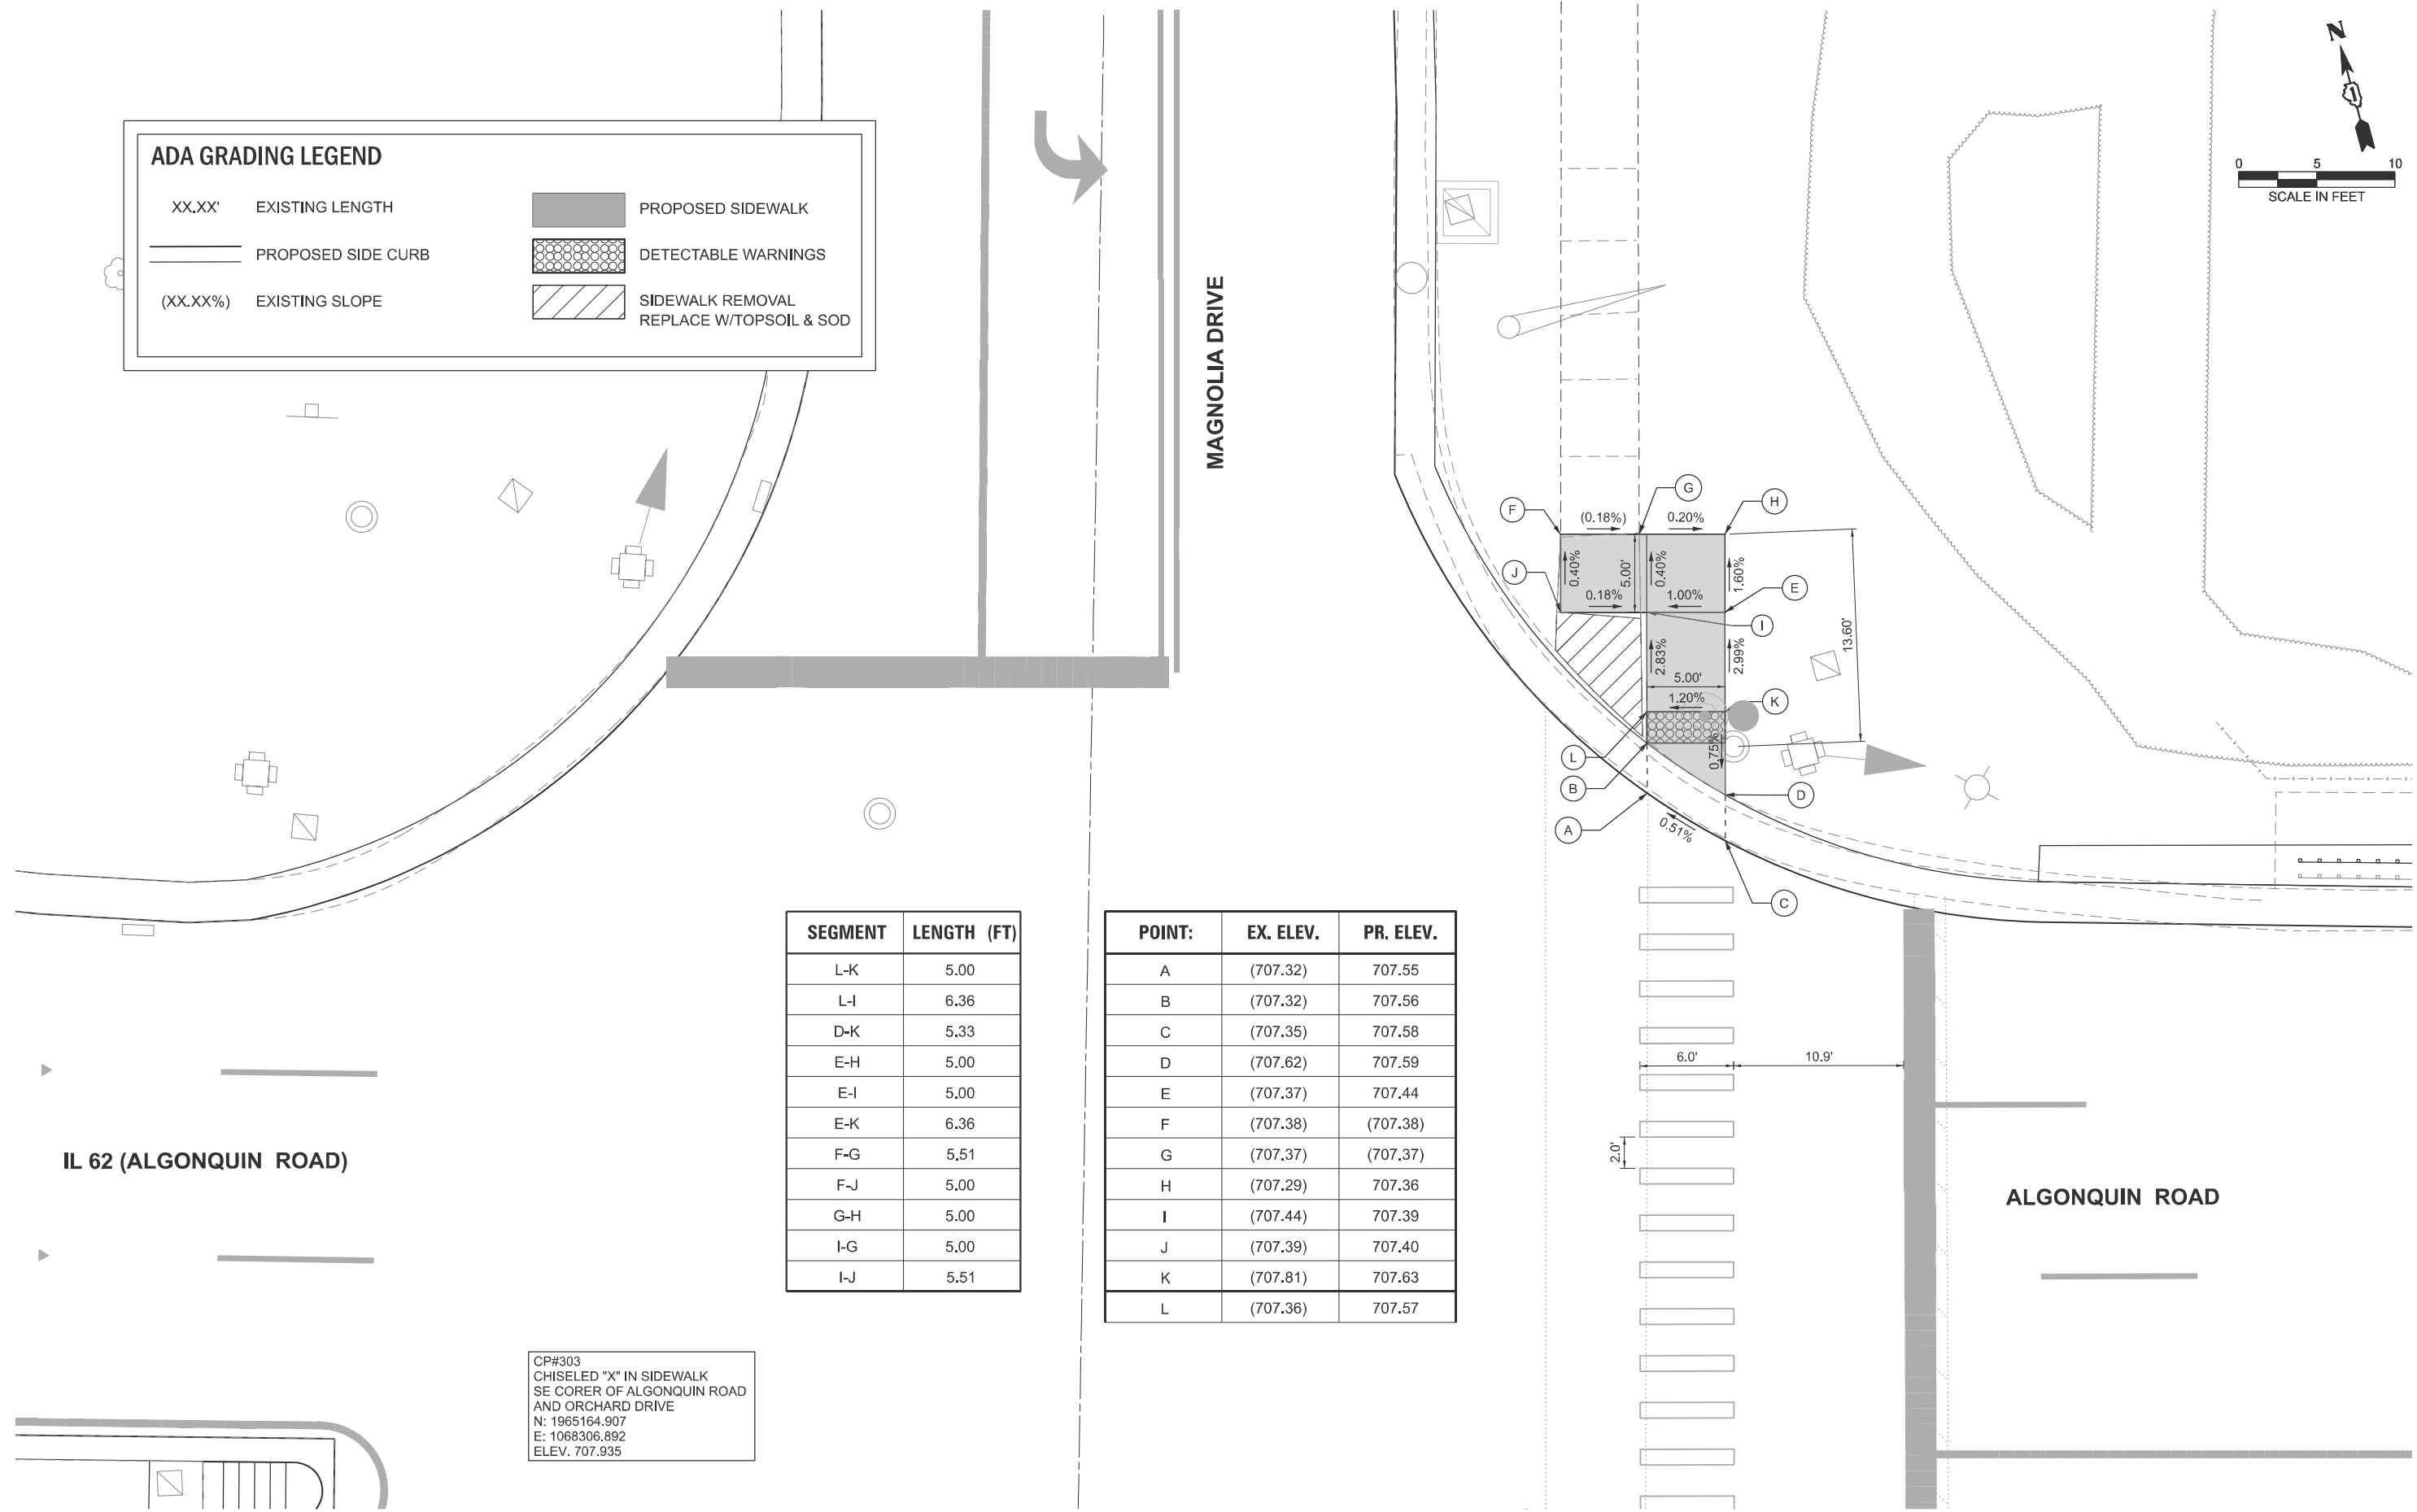 ADA GRADING LEGEND
XX.XX' EXISTING LENGTH
PROPOSED SIDE CURB
(XX.XX%) EXISTING SLOPE
PROPOSED SIDEWALK
DETECTABLE WARNINGS
SIDEWALK REMOVAL
REPLACE W/TOPSOIL & SOD
N
0 5 10
SCALE IN FEET
MAGNOLIA DRIVE
G
F (0.18%) 0.20% H
J 0.40% 5.00' 0.40% 1.60%
0.18% 1.00% E
I
2.83% 2.99% 13.60'
5.00'
1.20% K
L 0.75%
B D
A 0.51%
C
6.0' 10.9'
2.0'
IL 62 (ALGONQUIN ROAD)
ALGONQUIN ROAD
SEGMENT LENGTH (FT)
L-K 5.00
L-I 6.36
D-K 5.33
E-H 5.00
E-I 5.00
E-K 6.36
F-G 5.51
F-J 5.00
G-H 5.00
I-G 5.00
I-J 5.51
POINT: EX. ELEV. PR. ELEV.
A (707.32) 707.55
B (707.32) 707.56
C (707.35) 707.58
D (707.62) 707.59
E (707.37) 707.44
F (707.38) (707.38)
G (707.37) (707.37)
H (707.29) 707.36
I (707.44) 707.39
J (707.39) 707.40
K (707.81) 707.63
L (707.36) 707.57
CP#303
CHISELED "X" IN SIDEWALK
SE CORER OF ALGONQUIN ROAD
AND ORCHARD DRIVE
N: 1965164.907
E: 1068306.892
ELEV. 707.935